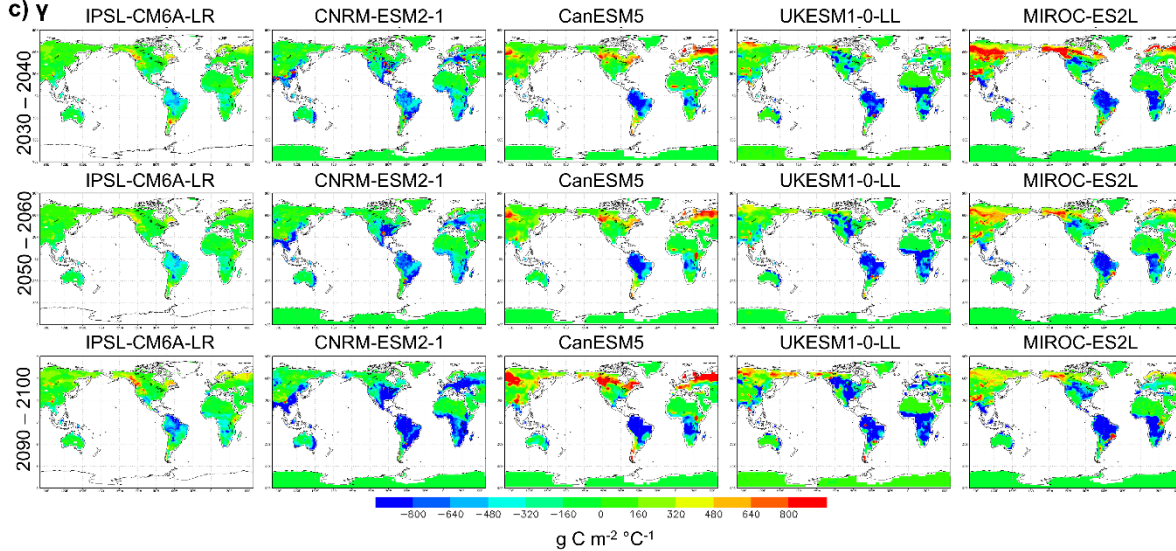 c) γ
IPSL-CM6A-LR CNRM-ESM2-1 CanESM5 UKESM1-0-LL MIROC-ES2L
2030 – 2040
IPSL-CM6A-LR CNRM-ESM2-1 CanESM5 UKESM1-0-LL MIROC-ES2L
2050 – 2060
IPSL-CM6A-LR CNRM-ESM2-1 CanESM5 UKESM1-0-LL MIROC-ES2L
2090 – 2100
−800 −640 −480 −320 −160 0 160 320 480 640 800
g C m⁻² °C⁻¹